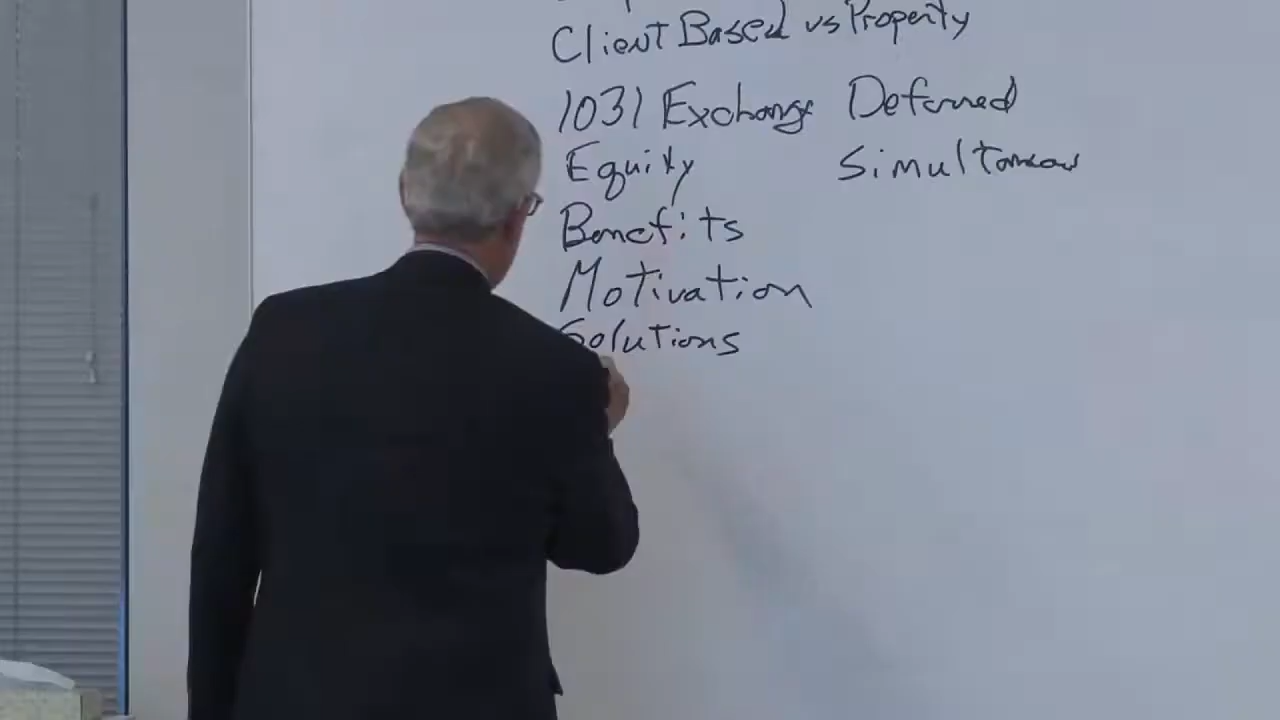 Client Based vs Property
1031 Exchange Deferred
Equity Simultaneous
Benefits
Motivation
Solutions